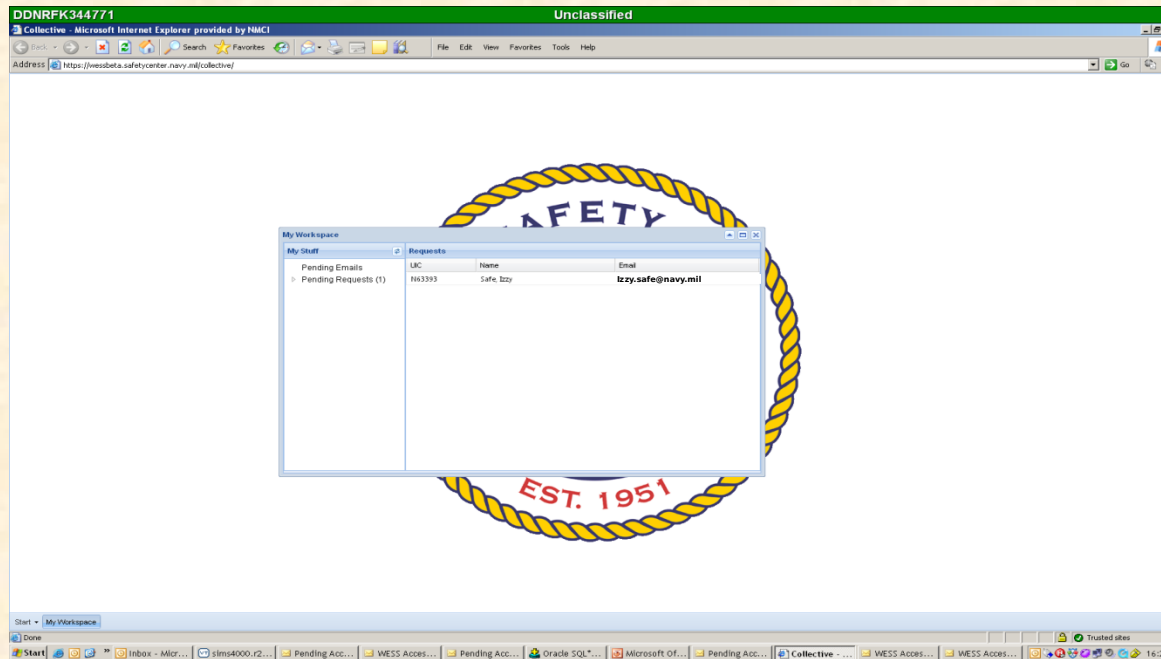 DDNRFK344771 Unclassified
Collective - Microsoft Internet Explorer provided by NMCI
Back Search Favorites File Edit View Favorites Tools Help
Address https://wessbeta.safetycenter.navy.mil/collective/ Go
SAFETY
My Workspace
My Stuff Requests
UIC Name Email
Pending Emails
Pending Requests (1)
N63393 Safe, Izzy Izzy.safe@navy.mil
EST. 1951
Start My Workspace
Done Trusted sites
Start Inbox - Micr... sims4000.r2... Pending Acc... WESS Acces... Pending Acc... Oracle SQL*... Microsoft Of... Pending Acc... Collective - ... WESS Acces... WESS Acces...